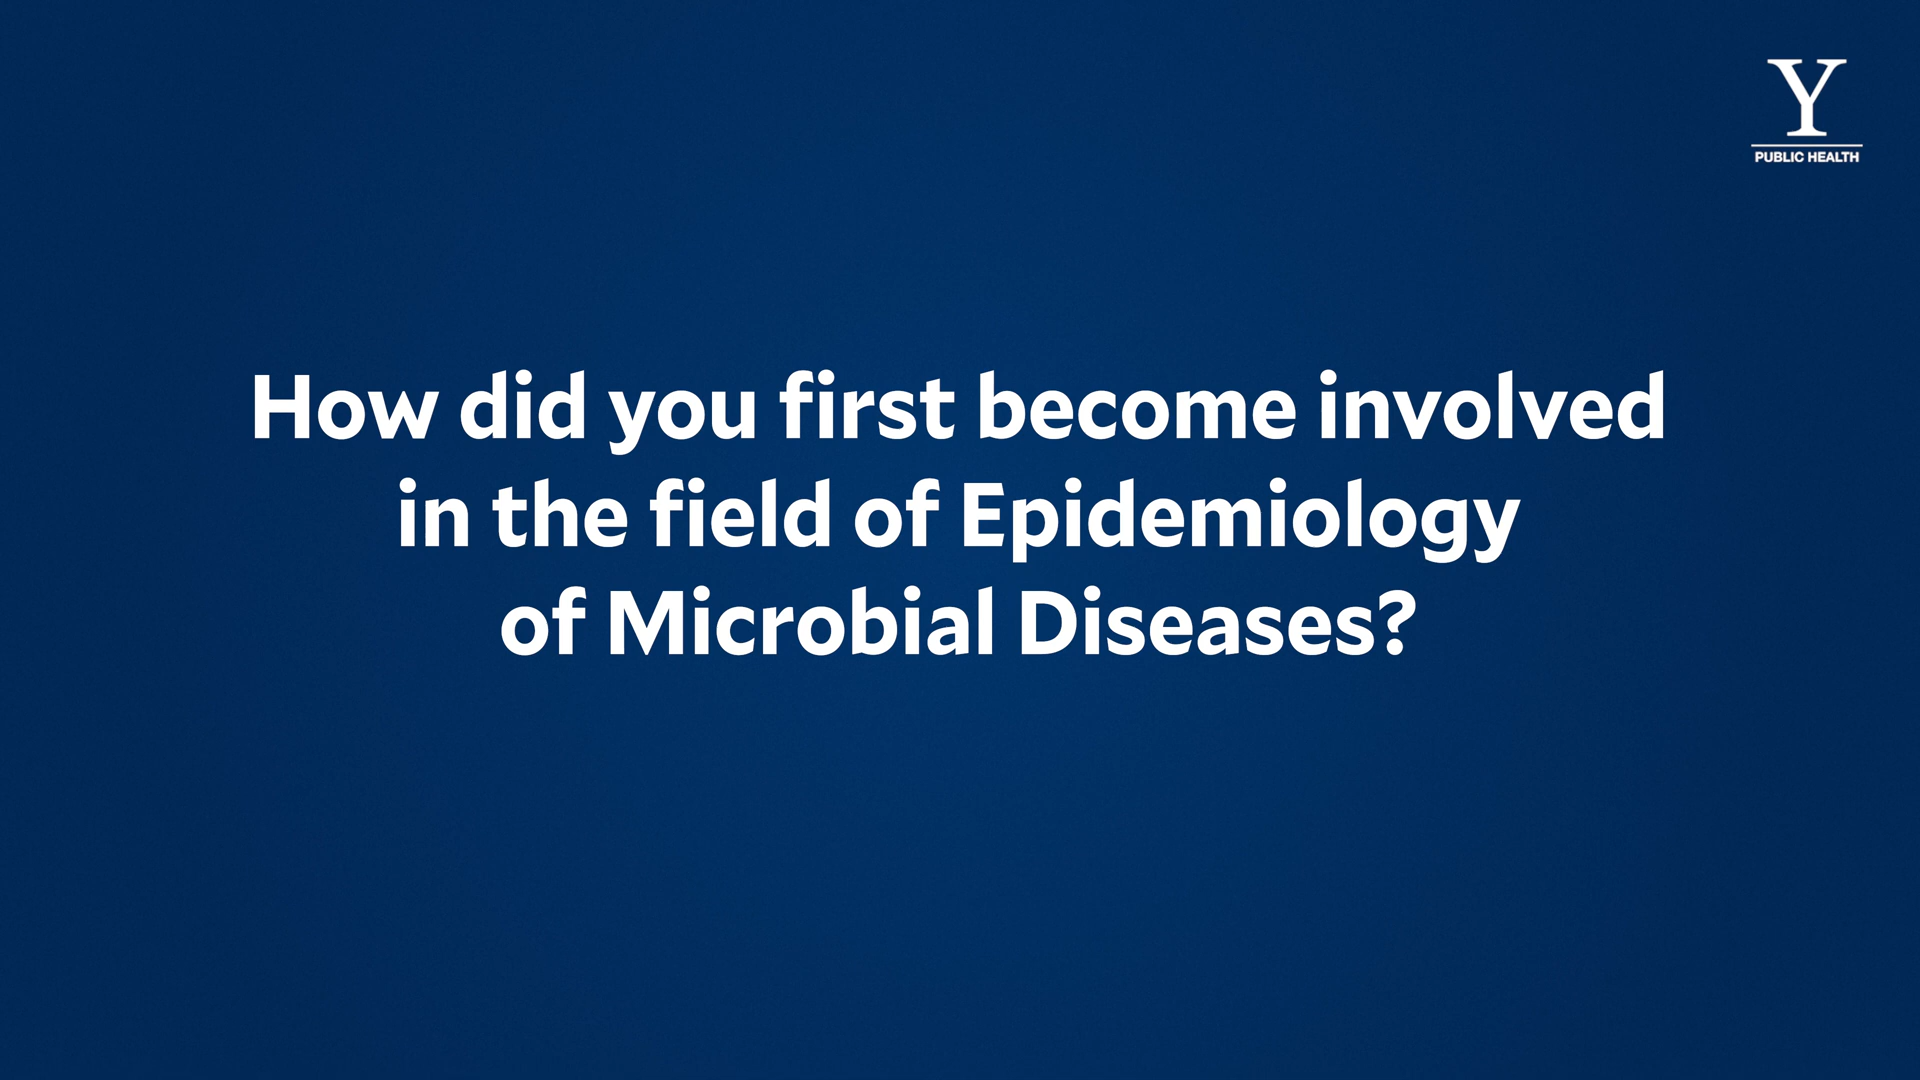 Y
PUBLIC HEALTH
How did you first become involved
in the field of Epidemiology
of Microbial Diseases?